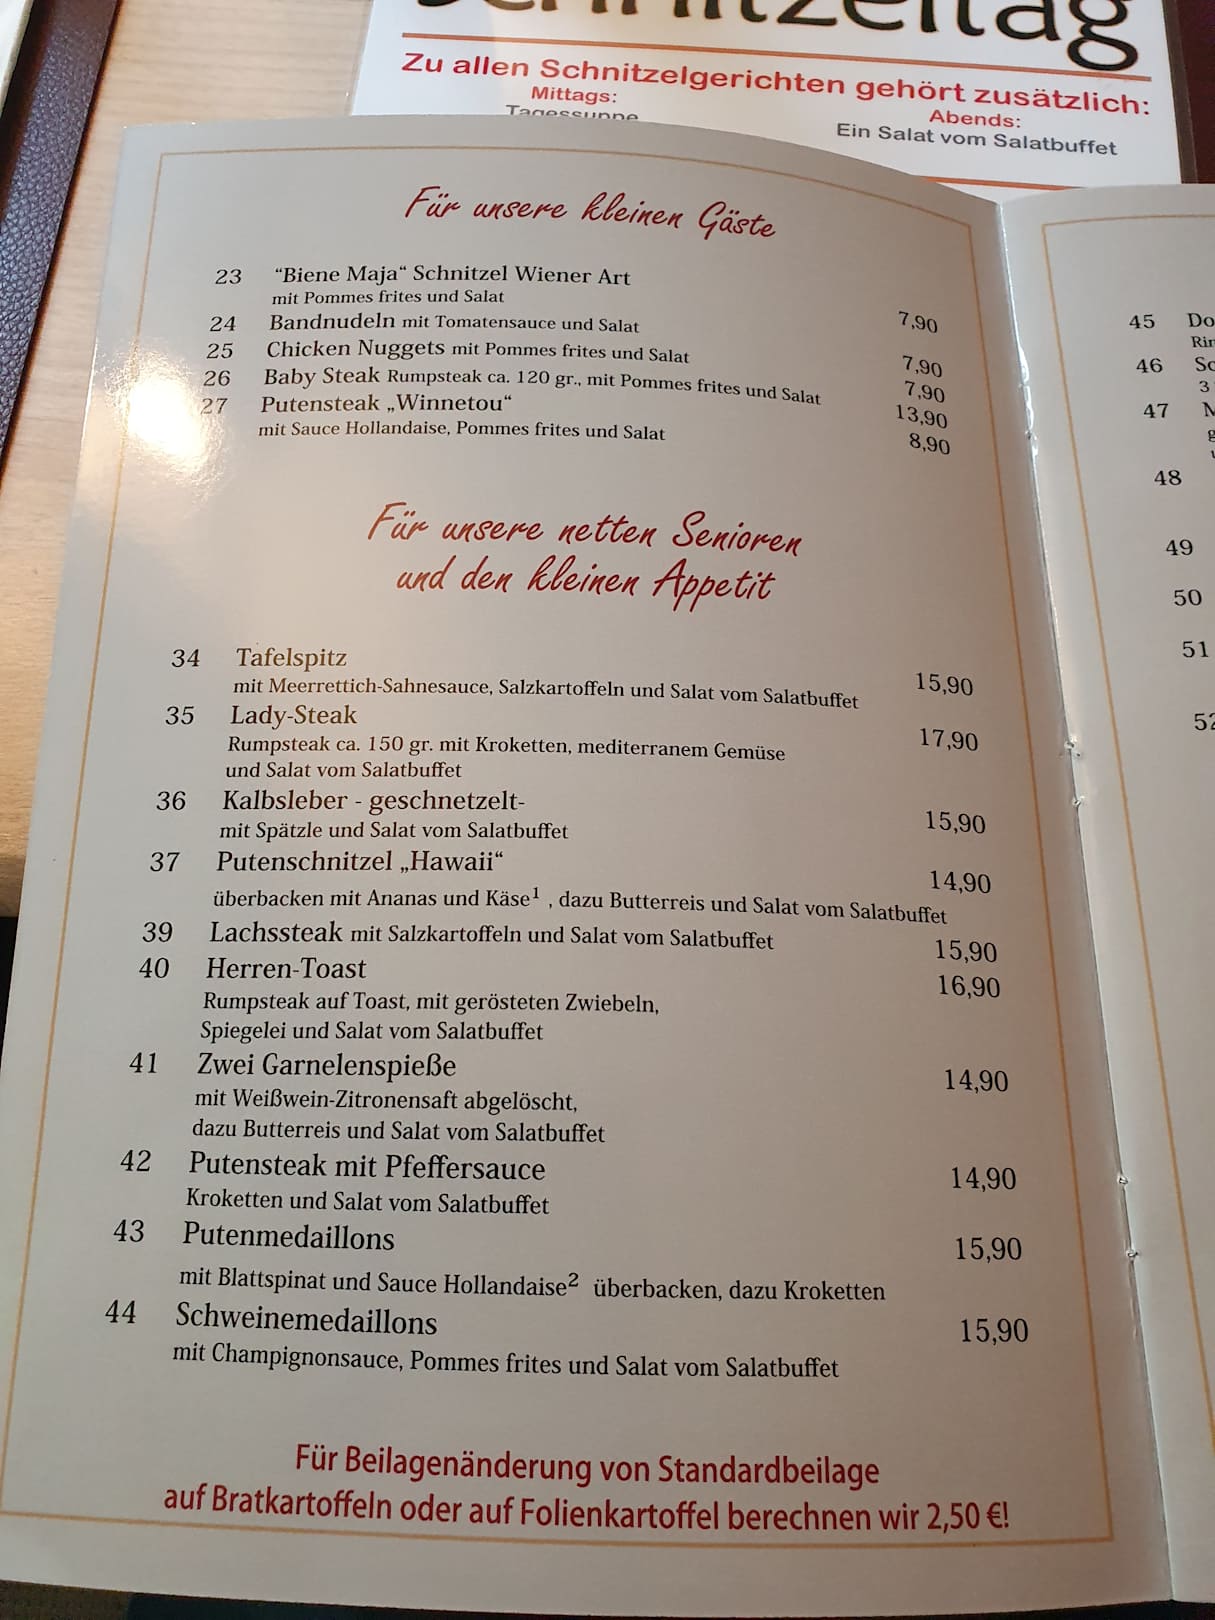 Schnitzeltag
Zu allen Schnitzelgerichten gehört zusätzlich:
Mittags:
Tagessuppe
Abends:
Ein Salat vom Salatbuffet
Für unsere kleinen Gäste
23 “Biene Maja“ Schnitzel Wiener Art
mit Pommes frites und Salat 7,90
24 Bandnudeln mit Tomatensauce und Salat 7,90
25 Chicken Nuggets mit Pommes frites und Salat 7,90
26 Baby Steak Rumpsteak ca. 120 gr., mit Pommes frites und Salat 13,90
27 Putensteak „Winnetou“ 8,90
mit Sauce Hollandaise, Pommes frites und Salat
Für unsere netten Senioren
und den kleinen Appetit
34 Tafelspitz 15,90
mit Meerrettich-Sahnesauce, Salzkartoffeln und Salat vom Salatbuffet
35 Lady-Steak 17,90
Rumpsteak ca. 150 gr. mit Kroketten, mediterranem Gemüse
und Salat vom Salatbuffet
36 Kalbsleber - geschnetzelt- 15,90
mit Spätzle und Salat vom Salatbuffet
37 Putenschnitzel „Hawaii“ 14,90
überbacken mit Ananas und Käse¹ , dazu Butterreis und Salat vom Salatbuffet
39 Lachssteak mit Salzkartoffeln und Salat vom Salatbuffet 15,90
40 Herren-Toast 16,90
Rumpsteak auf Toast, mit gerösteten Zwiebeln,
Spiegelei und Salat vom Salatbuffet
41 Zwei Garnelenspieße 14,90
mit Weißwein-Zitronensaft abgelöscht,
dazu Butterreis und Salat vom Salatbuffet
42 Putensteak mit Pfeffersauce 14,90
Kroketten und Salat vom Salatbuffet
43 Putenmedaillons 15,90
mit Blattspinat und Sauce Hollandaise² überbacken, dazu Kroketten
44 Schweinemedaillons 15,90
mit Champignonsauce, Pommes frites und Salat vom Salatbuffet
Für Beilagenänderung von Standardbeilage
auf Bratkartoffeln oder auf Folienkartoffel berechnen wir 2,50 €!
45
46
3
47
48
49
50
51
52